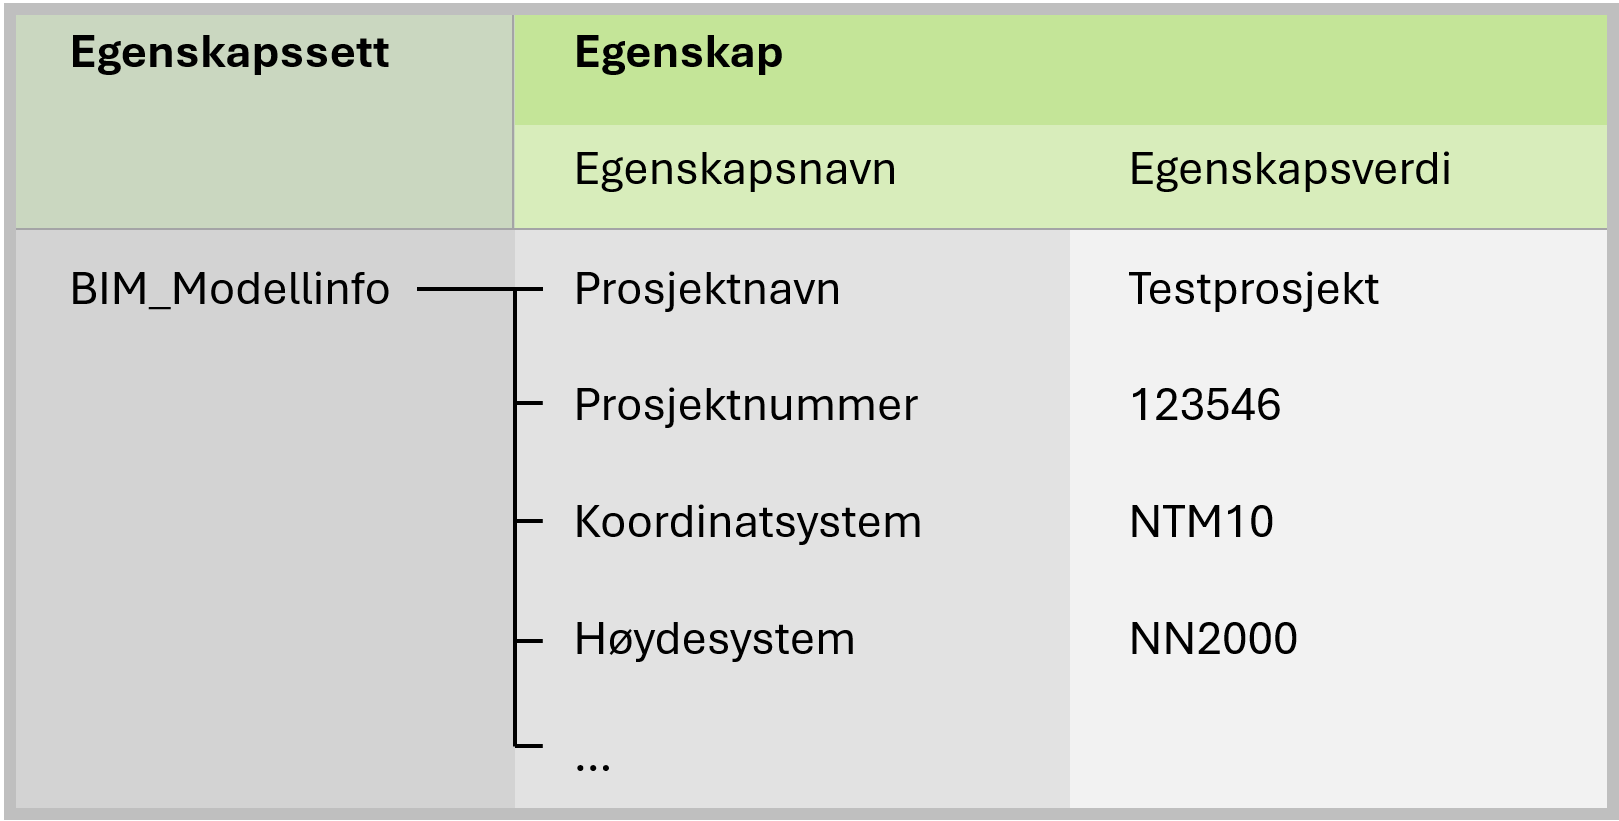 Egenskapssett Egenskap
Egenskapsnavn Egenskapsverdi
BIM_Modellinfo Prosjektnavn Testprosjekt
Prosjektnummer 123546
Koordinatsystem NTM10
Høydesystem NN2000
...